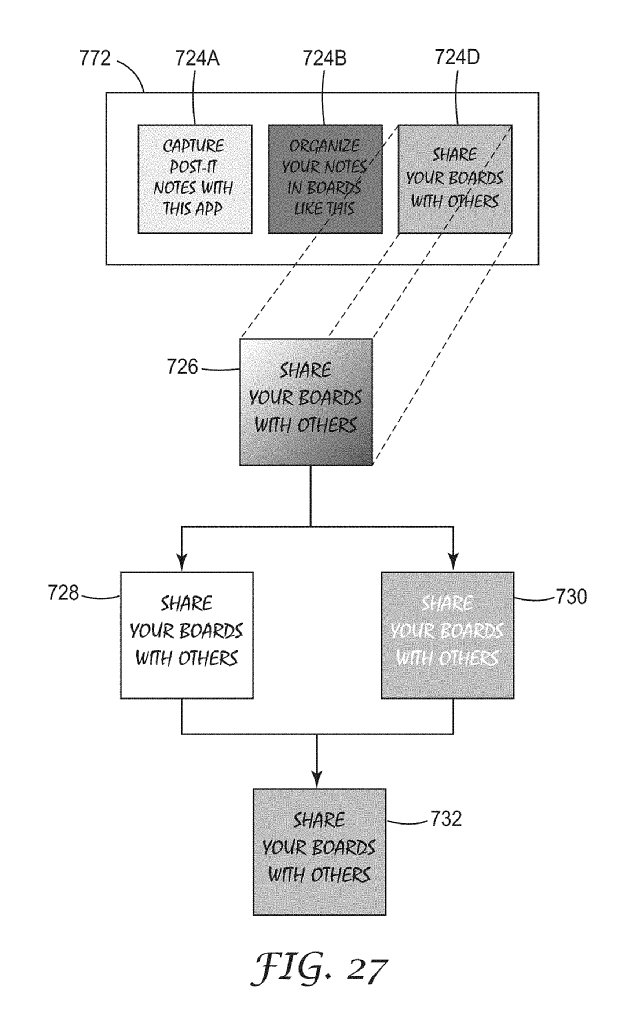 772 724A 724B 724D
CAPTURE
POST-IT
NOTES WITH
THIS APP
ORGANIZE
YOUR NOTES
IN BOARDS
LIKE THIS
SHARE
YOUR BOARDS
WITH OTHERS
726
SHARE
YOUR BOARDS
WITH OTHERS
728
SHARE
YOUR BOARDS
WITH OTHERS
SHARE
YOUR BOARDS
WITH OTHERS
730
SHARE
YOUR BOARDS
WITH OTHERS
732
FIG. 27